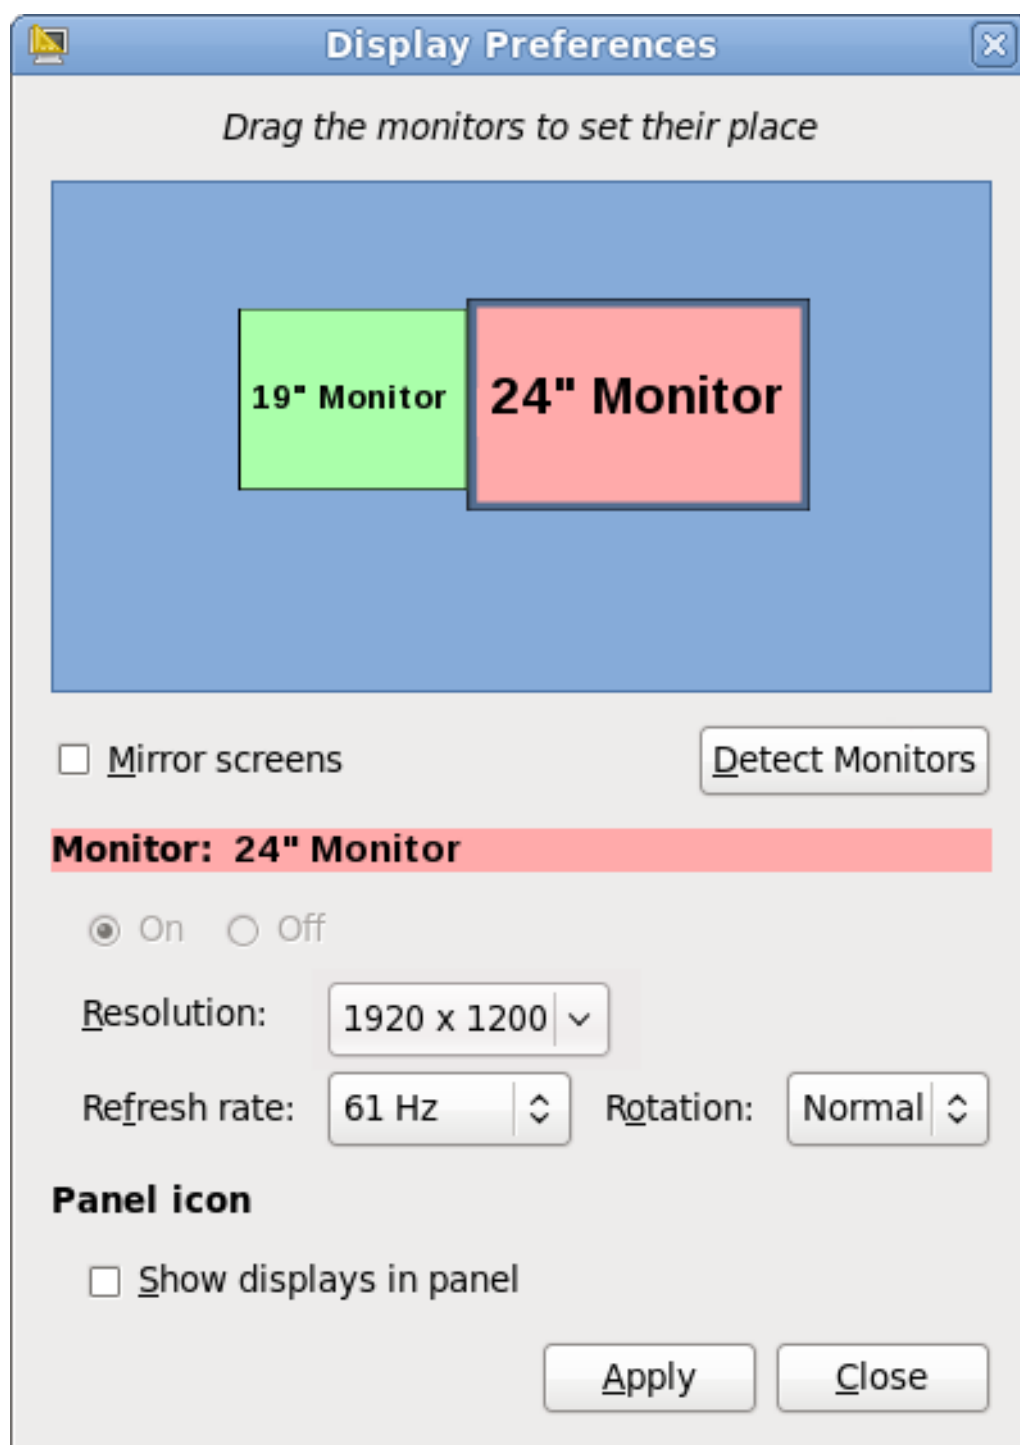 Display Preferences
Drag the monitors to set their place
19" Monitor
24" Monitor
Mirror screens
Detect Monitors
Monitor: 24" Monitor
On Off
Resolution: 1920 x 1200
Refresh rate: 61 Hz Rotation: Normal
Panel icon
Show displays in panel
Apply Close